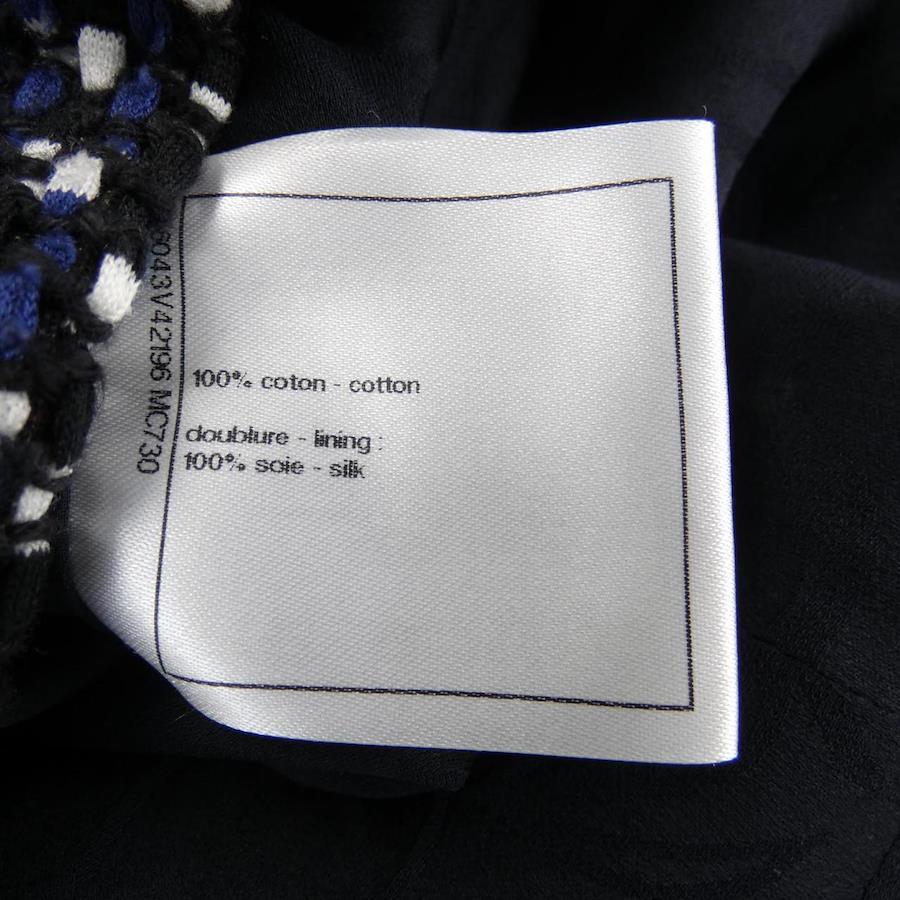 6043V42196 MC730
100% coton - cotton
doublure - lining :
100% soie - silk